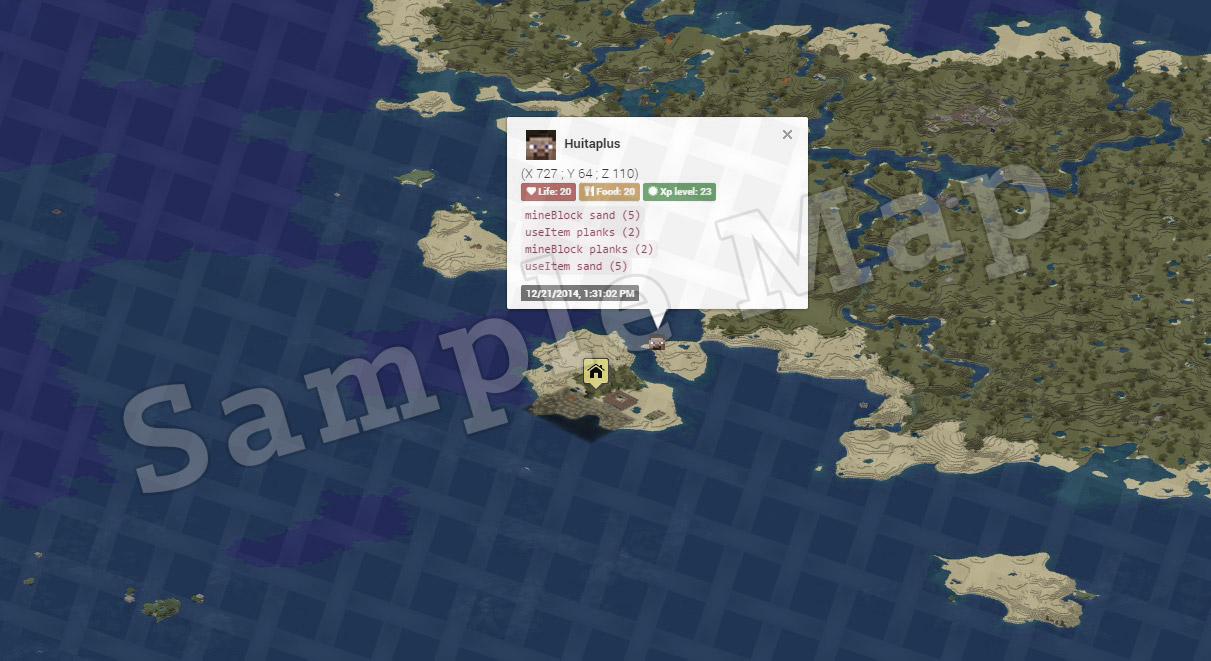 Huitaplus
×
(X 727 ; Y 64 ; Z 110)
Life: 20 Food: 20 Xp level: 23
mineBlock sand (5)
useItem planks (2)
mineBlock planks (2)
useItem sand (5)
12/21/2014, 1:31:02 PM
Sample Map